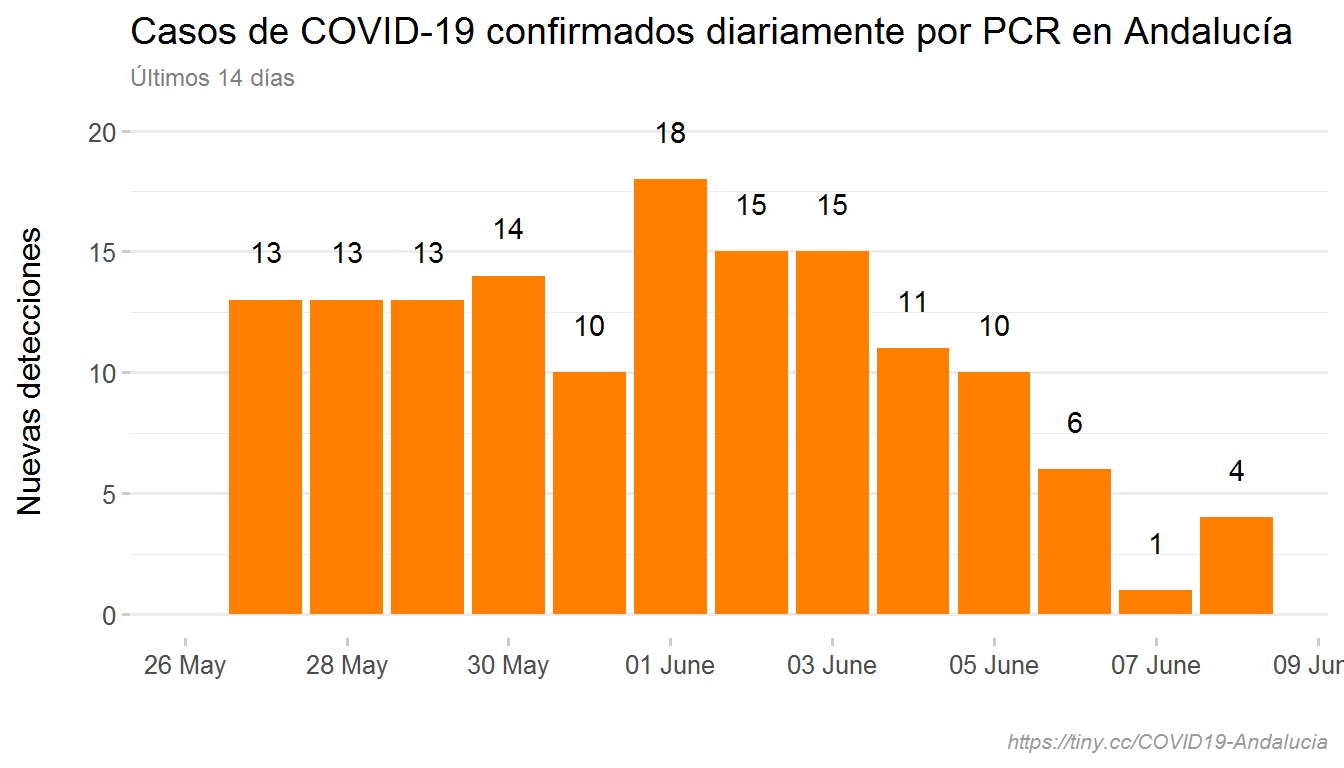 Casos de COVID-19 confirmados diariamente por PCR en Andalucía
Últimos 14 días
Nuevas detecciones
20
15
10
5
0
13
13
13
14
10
18
15
15
11
10
6
1
4
26 May
28 May
30 May
01 June
03 June
05 June
07 June
09 Jun
https://tiny.cc/COVID19-Andalucia